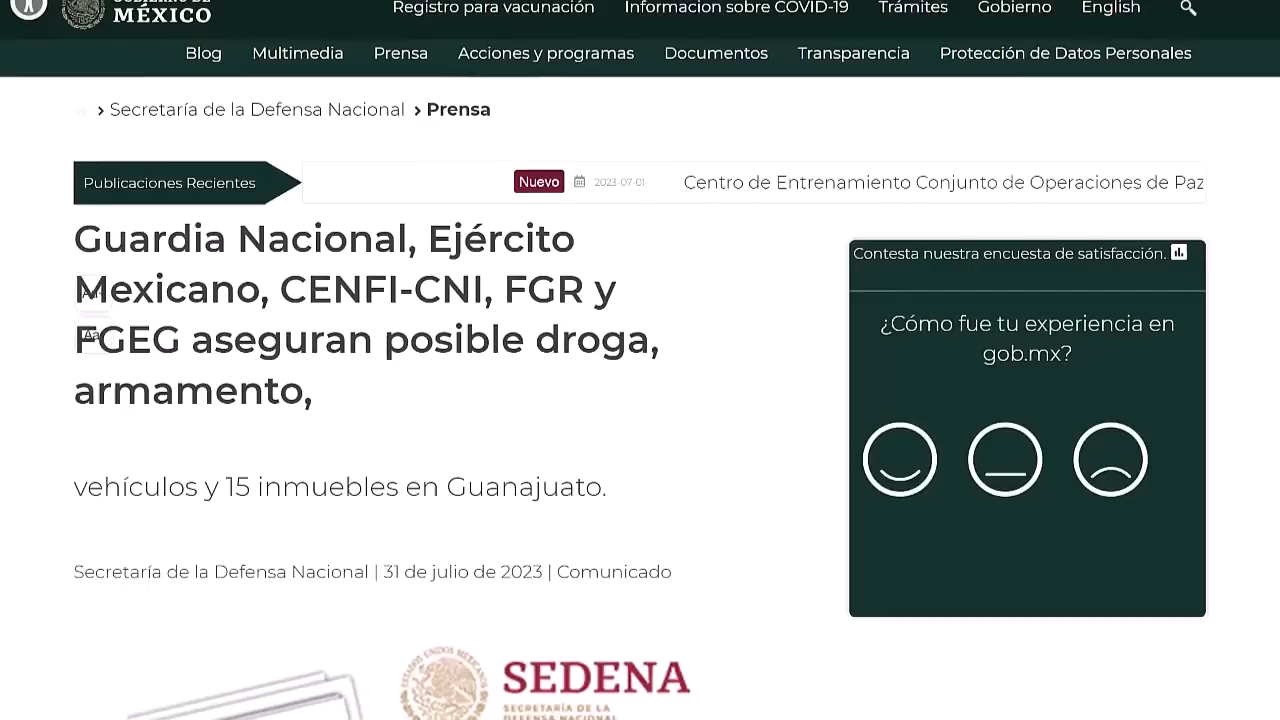 GOBIERNO DE
MÉXICO
Registro para vacunación
Informacion sobre COVID-19
Trámites
Gobierno
English
Blog
Multimedia
Prensa
Acciones y programas
Documentos
Transparencia
Protección de Datos Personales
Secretaría de la Defensa Nacional
Prensa
Publicaciones Recientes
Nuevo
2023-07-01
Centro de Entrenamiento Conjunto de Operaciones de Paz
Guardia Nacional, Ejército
Mexicano, CENFI-CNI, FGR y
FGEG aseguran posible droga,
armamento,
vehículos y 15 inmuebles en Guanajuato.
Secretaría de la Defensa Nacional | 31 de julio de 2023 | Comunicado
Contesta nuestra encuesta de satisfacción.
¿Cómo fue tu experiencia en
gob.mx?
SEDENA
SECRETARÍA DE LA
DEFENSA NACIONAL